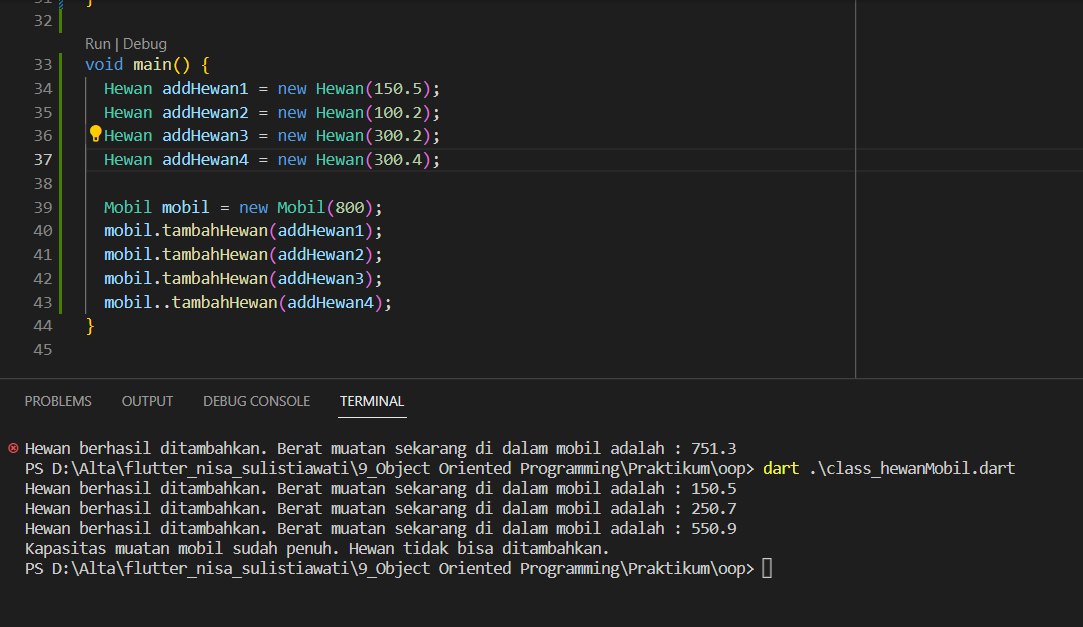 31 }
32
Run | Debug
33 void main() {
34 Hewan addHewan1 = new Hewan(150.5);
35 Hewan addHewan2 = new Hewan(100.2);
36 Hewan addHewan3 = new Hewan(300.2);
37 Hewan addHewan4 = new Hewan(300.4);
38
39 Mobil mobil = new Mobil(800);
40 mobil.tambahHewan(addHewan1);
41 mobil.tambahHewan(addHewan2);
42 mobil.tambahHewan(addHewan3);
43 mobil..tambahHewan(addHewan4);
44 }
45
PROBLEMS OUTPUT DEBUG CONSOLE TERMINAL
Hewan berhasil ditambahkan. Berat muatan sekarang di dalam mobil adalah : 751.3
PS D:\Alta\flutter_nisa_sulistiawati\9_Object Oriented Programming\Praktikum\oop> dart .\class_hewanMobil.dart
Hewan berhasil ditambahkan. Berat muatan sekarang di dalam mobil adalah : 150.5
Hewan berhasil ditambahkan. Berat muatan sekarang di dalam mobil adalah : 250.7
Hewan berhasil ditambahkan. Berat muatan sekarang di dalam mobil adalah : 550.9
Kapasitas muatan mobil sudah penuh. Hewan tidak bisa ditambahkan.
PS D:\Alta\flutter_nisa_sulistiawati\9_Object Oriented Programming\Praktikum\oop>